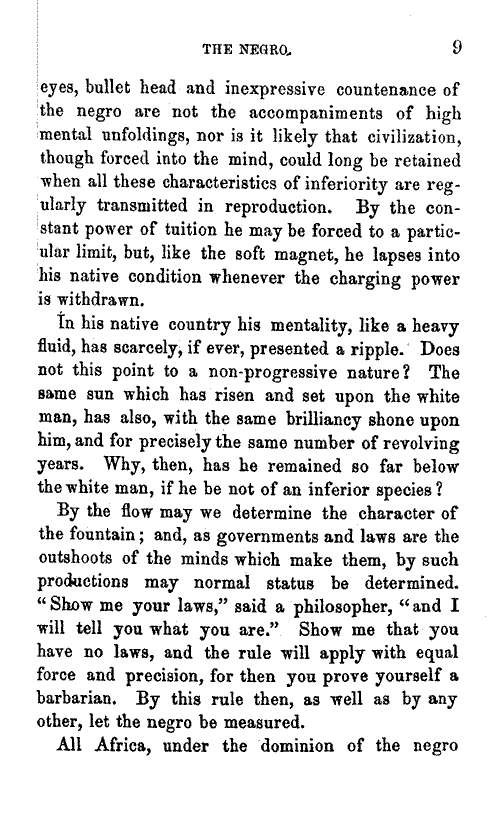 THE NEGRO. 9
eyes, bullet head and inexpressive countenance of
the negro are not the accompaniments of high
mental unfoldings, nor is it likely that civilization,
though forced into the mind, could long be retained
when all these characteristics of inferiority are reg-
ularly transmitted in reproduction. By the con-
stant power of tuition he may be forced to a partic-
ular limit, but, like the soft magnet, he lapses into
his native condition whenever the charging power
is withdrawn.
In his native country his mentality, like a heavy
fluid, has scarcely, if ever, presented a ripple. Does
not this point to a non-progressive nature? The
same sun which has risen and set upon the white
man, has also, with the same brilliancy shone upon
him, and for precisely the same number of revolving
years. Why, then, has he remained so far below
the white man, if he be not of an inferior species?
By the flow may we determine the character of
the fountain; and, as governments and laws are the
outshoots of the minds which make them, by such
productions may normal status be determined.
“Show me your laws,” said a philosopher, “and I
will tell you what you are.” Show me that you
have no laws, and the rule will apply with equal
force and precision, for then you prove yourself a
barbarian. By this rule then, as well as by any
other, let the negro be measured.
All Africa, under the dominion of the negro